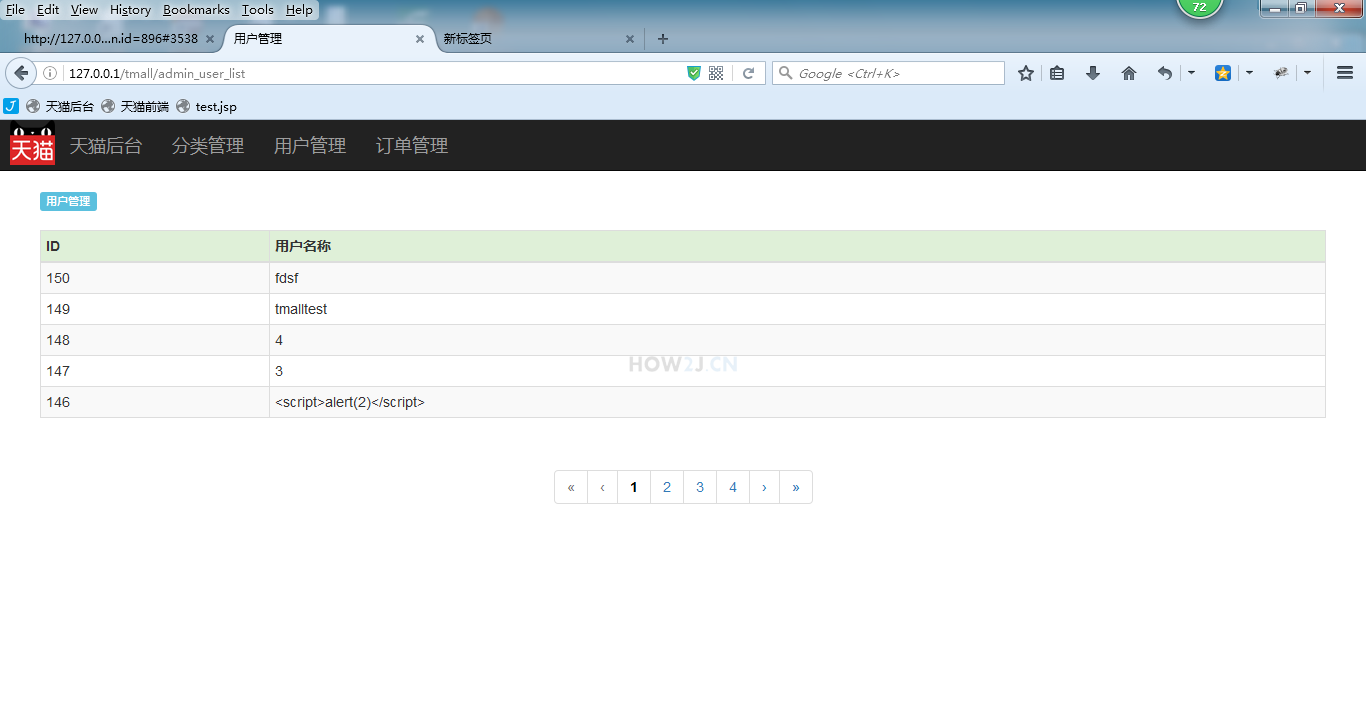 File Edit View History Bookmarks Tools Help
72
http://127.0.0...n.id=896#3538 用户管理 新标签页
127.0.0.1/tmall/admin_user_list
Google <Ctrl+K>
天猫后台 天猫前端 test.jsp
天猫 天猫后台 分类管理 用户管理 订单管理
用户管理
ID 用户名称
150 fdsf
149 tmalltest
148 4
147 3
HOW2J.CN
146 <script>alert(2)</script>
« ‹ 1 2 3 4 › »